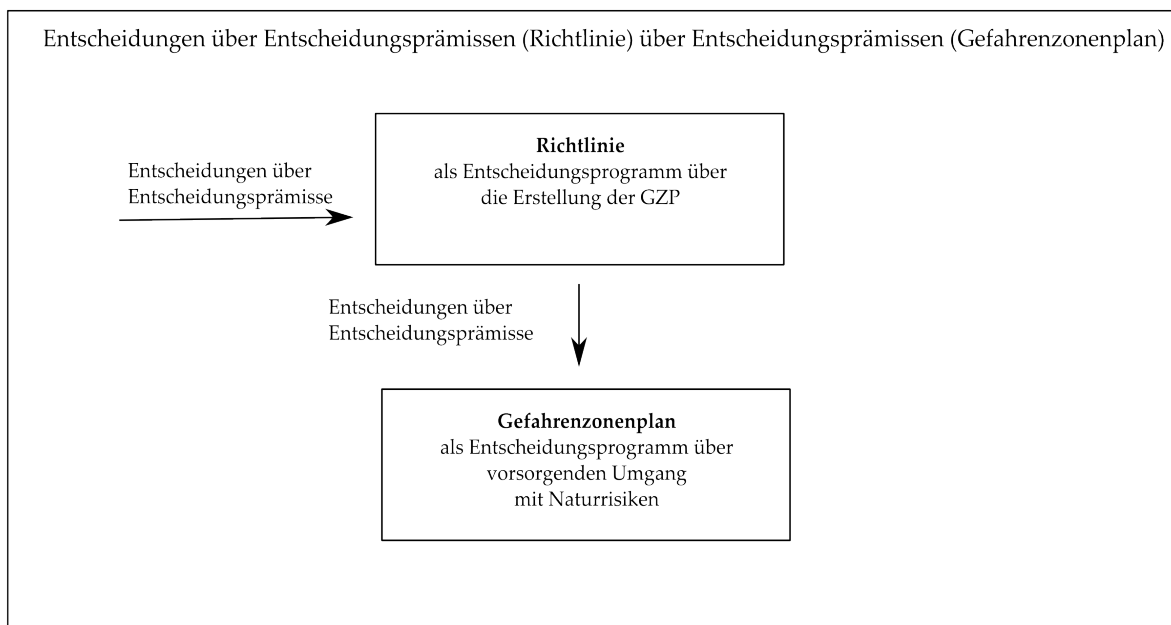 Entscheidungen über Entscheidungsprämissen (Richtlinie) über Entscheidungsprämissen (Gefahrenzonenplan)
Richtlinie
als Entscheidungsprogramm über
die Erstellung der GZP
Entscheidungen über
Entscheidungsprämisse
Entscheidungen über
Entscheidungsprämisse
Gefahrenzonenplan
als Entscheidungsprogramm über
vorsorgenden Umgang
mit Naturrisiken